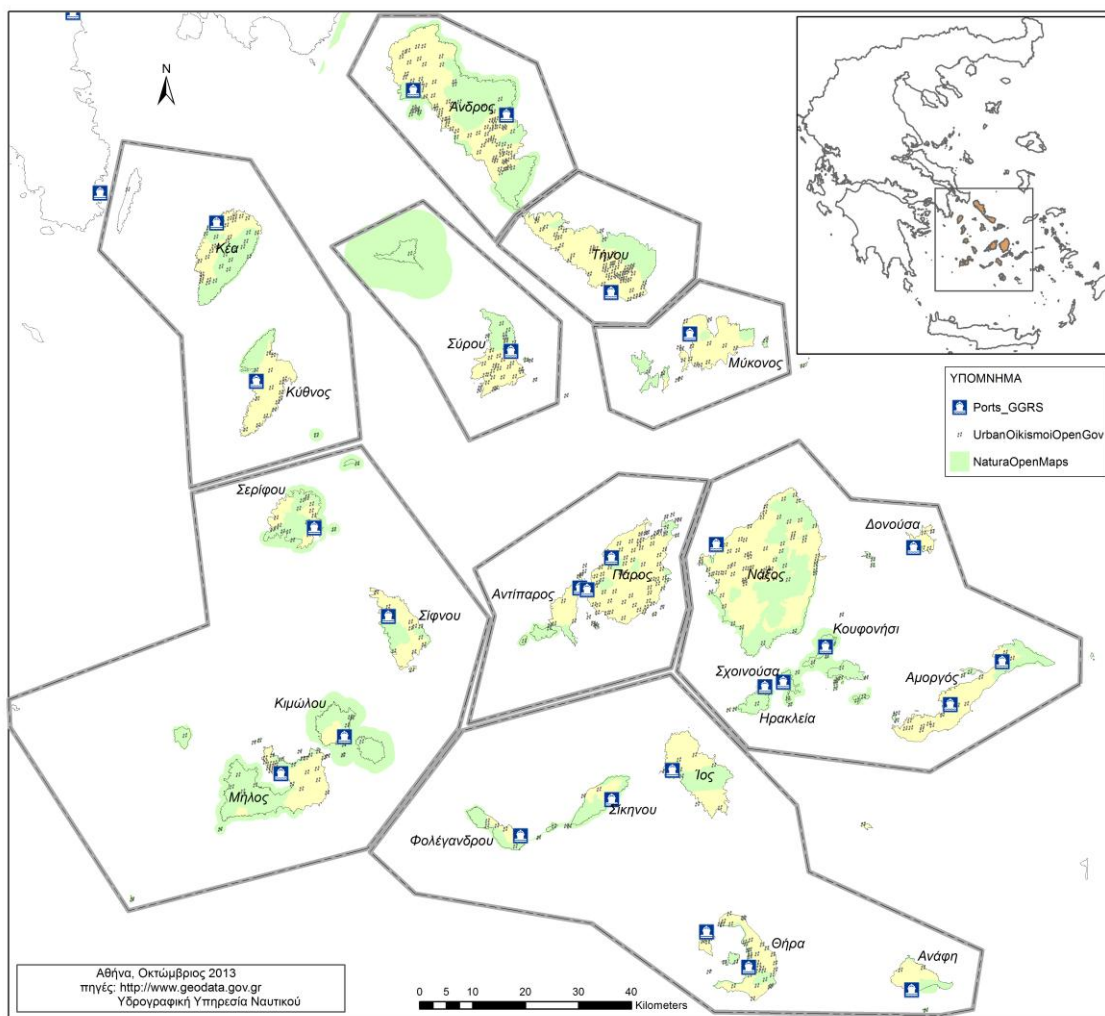 N
Άνδρος
Τήνου
Κέα
Σύρου
Μύκονος
Κύθνος
ΥΠΟΜΝΗΜΑ
Ports_GGRS
UrbanOikismoiOpenGov
NaturaOpenMaps
Σερίφου
Δονούσα
Νάξος
Πάρος
Αντίπαρος
Σίφνου
Κουφονήσι
Σχοινούσα
Αμοργός
Ηρακλεία
Κιμώλου
Ίος
Μήλος
Σικήνου
Φολέγανδρου
Θήρα
Ανάφη
Αθήνα, Οκτώμβριος 2013
πηγές: http://www.geodata.gov.gr
Υδρογραφική Υπηρεσία Ναυτικού
0 5 10 20 30 40
Kilometers